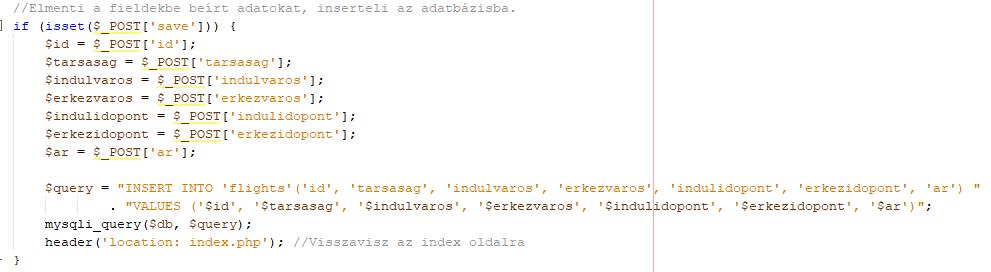 //Elmenti a fieldekbe beírt adatokat, inserteli az adatbázisba.
if (isset($_POST['save'])) {
$id = $_POST['id'];
$tarsasag = $_POST['tarsasag'];
$indulvaros = $_POST['indulvaros'];
$erkezvaros = $_POST['erkezvaros'];
$indulidopont = $_POST['indulidopont'];
$erkezidopont = $_POST['erkezidopont'];
$ar = $_POST['ar'];
$query = "INSERT INTO 'flights'('id', 'tarsasag', 'indulvaros', 'erkezvaros', 'indulidopont', 'erkezidopont', 'ar') "
. "VALUES ('$id', '$tarsasag', '$indulvaros', '$erkezvaros', '$indulidopont', '$erkezidopont', '$ar')";
mysqli_query($db, $query);
header('location: index.php'); //Visszavisz az index oldalra
}